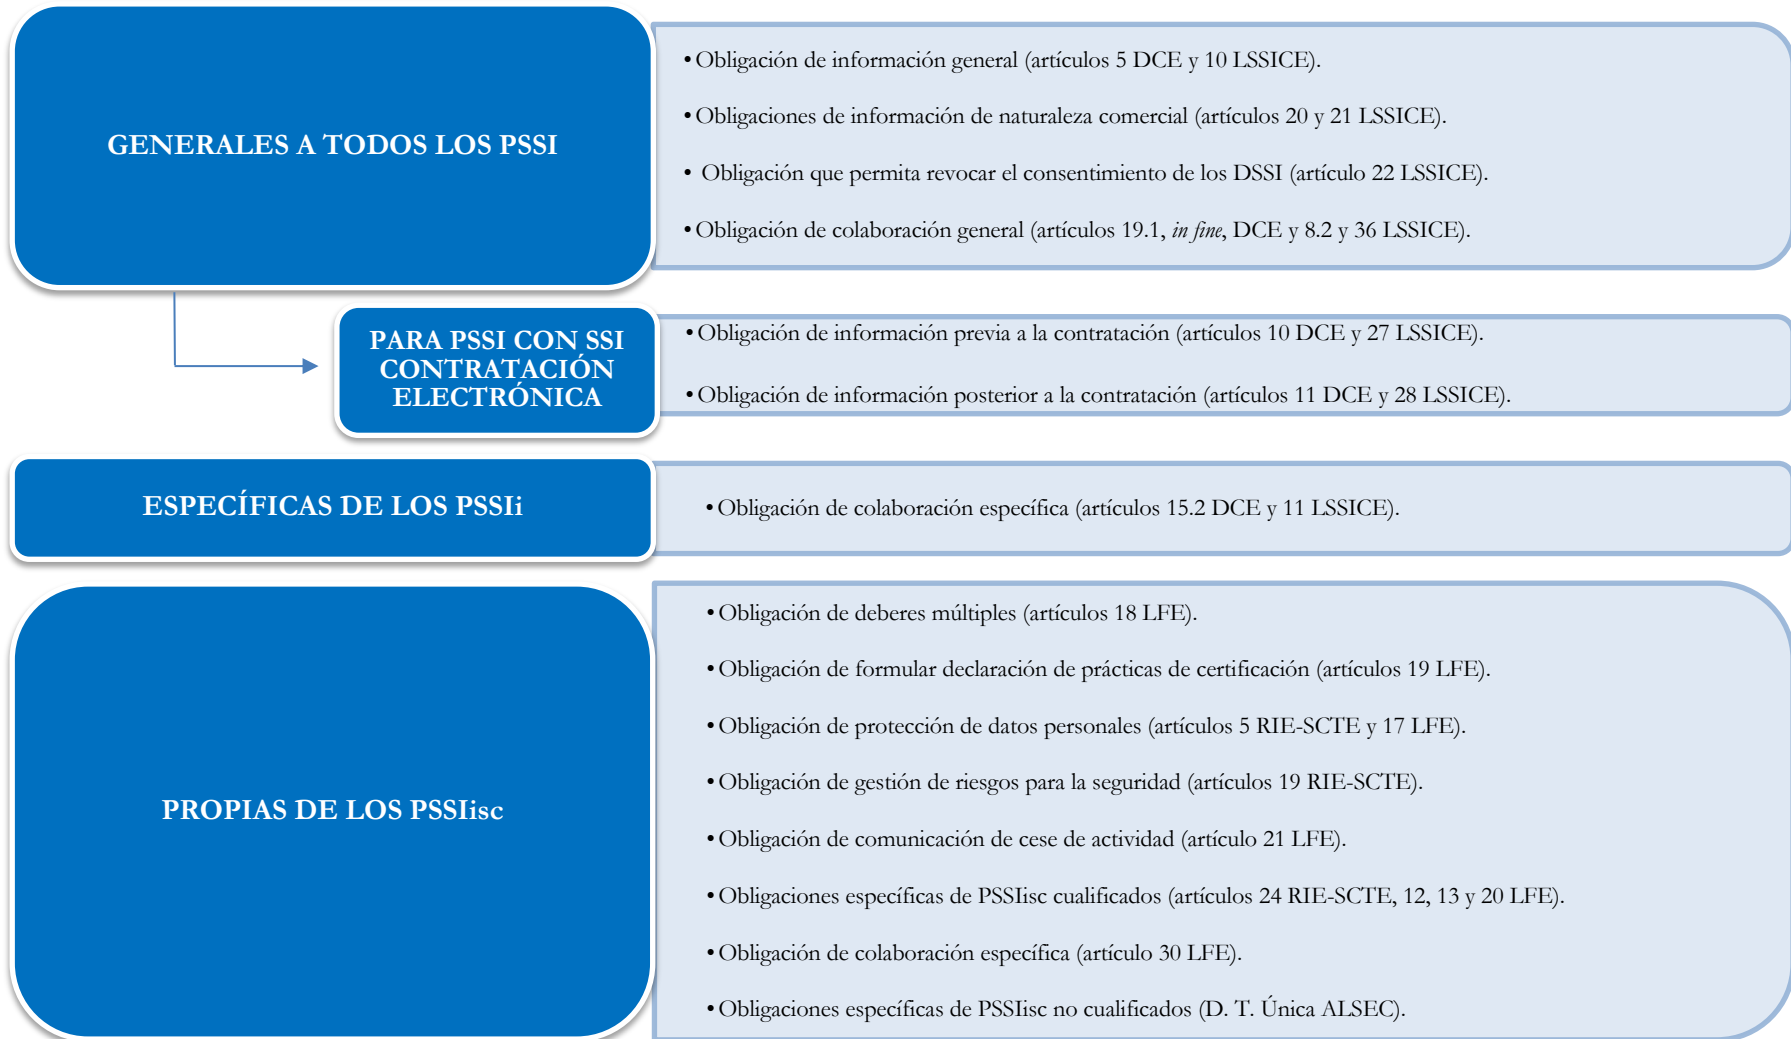 GENERALES A TODOS LOS PSSI
• Obligación de información general (artículos 5 DCE y 10 LSSICE).
• Obligaciones de información de naturaleza comercial (artículos 20 y 21 LSSICE).
• Obligación que permita revocar el consentimiento de los DSSI (artículo 22 LSSICE).
• Obligación de colaboración general (artículos 19.1, in fine, DCE y 8.2 y 36 LSSICE).
PARA PSSI CON SSI
CONTRATACIÓN
ELECTRÓNICA
• Obligación de información previa a la contratación (artículos 10 DCE y 27 LSSICE).
• Obligación de información posterior a la contratación (artículos 11 DCE y 28 LSSICE).
ESPECÍFICAS DE LOS PSSIi
• Obligación de colaboración específica (artículos 15.2 DCE y 11 LSSICE).
PROPIAS DE LOS PSSIisc
• Obligación de deberes múltiples (artículos 18 LFE).
• Obligación de formular declaración de prácticas de certificación (artículos 19 LFE).
• Obligación de protección de datos personales (artículos 5 RIE-SCTE y 17 LFE).
• Obligación de gestión de riesgos para la seguridad (artículos 19 RIE-SCTE).
• Obligación de comunicación de cese de actividad (artículo 21 LFE).
• Obligaciones específicas de PSSIisc cualificados (artículos 24 RIE-SCTE, 12, 13 y 20 LFE).
• Obligación de colaboración específica (artículo 30 LFE).
• Obligaciones específicas de PSSIisc no cualificados (D. T. Única ALSEC).